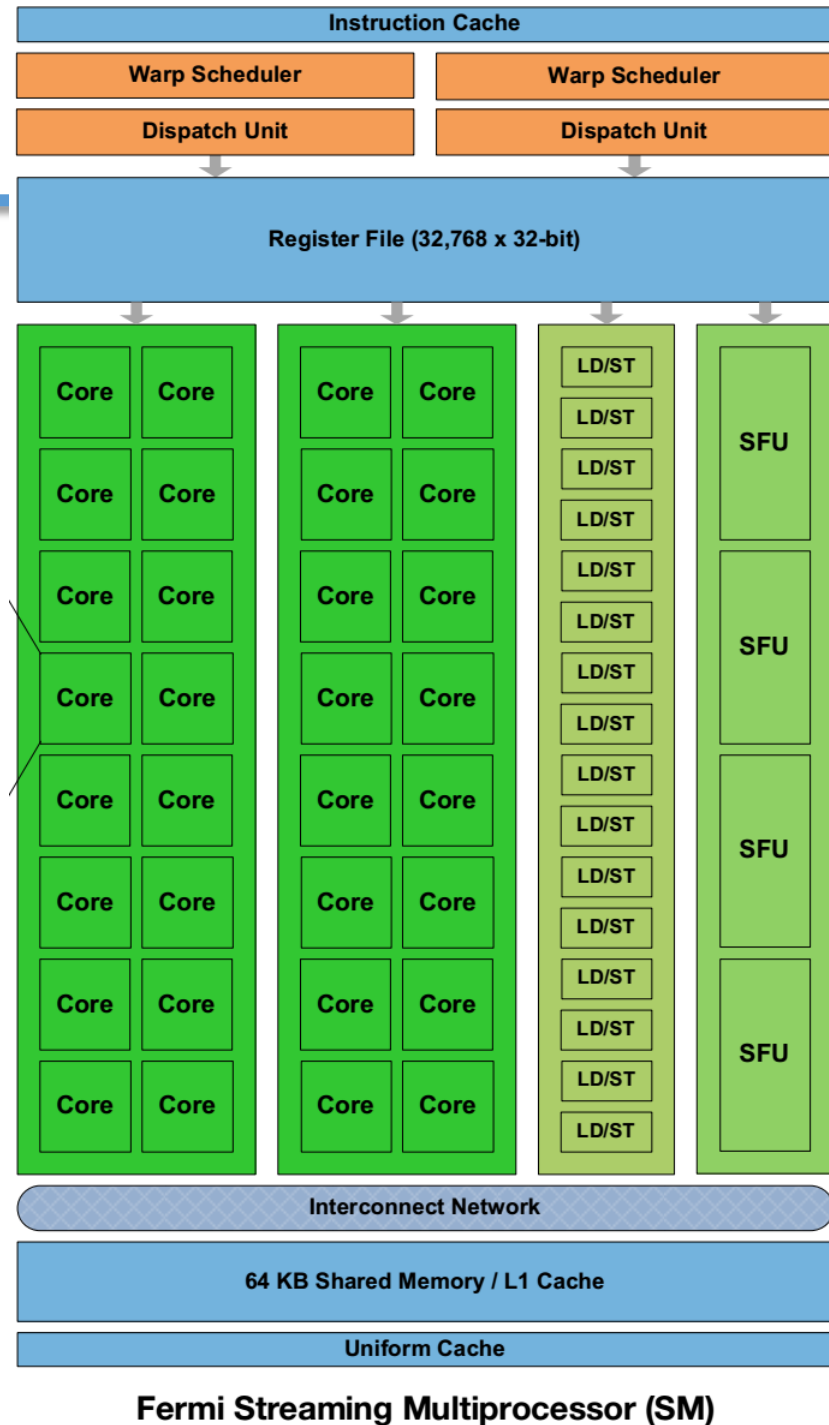 Instruction Cache
Warp Scheduler Warp Scheduler
Dispatch Unit Dispatch Unit
Register File (32,768 x 32-bit)
Core Core Core Core LD/ST SFU
LD/ST
Core Core Core Core LD/ST
LD/ST
Core Core Core Core LD/ST SFU
LD/ST
Core Core Core Core LD/ST
LD/ST
Core Core Core Core LD/ST SFU
LD/ST
Core Core Core Core LD/ST
LD/ST
Core Core Core Core LD/ST SFU
LD/ST
Core Core Core Core LD/ST
LD/ST
Interconnect Network
64 KB Shared Memory / L1 Cache
Uniform Cache
Fermi Streaming Multiprocessor (SM)